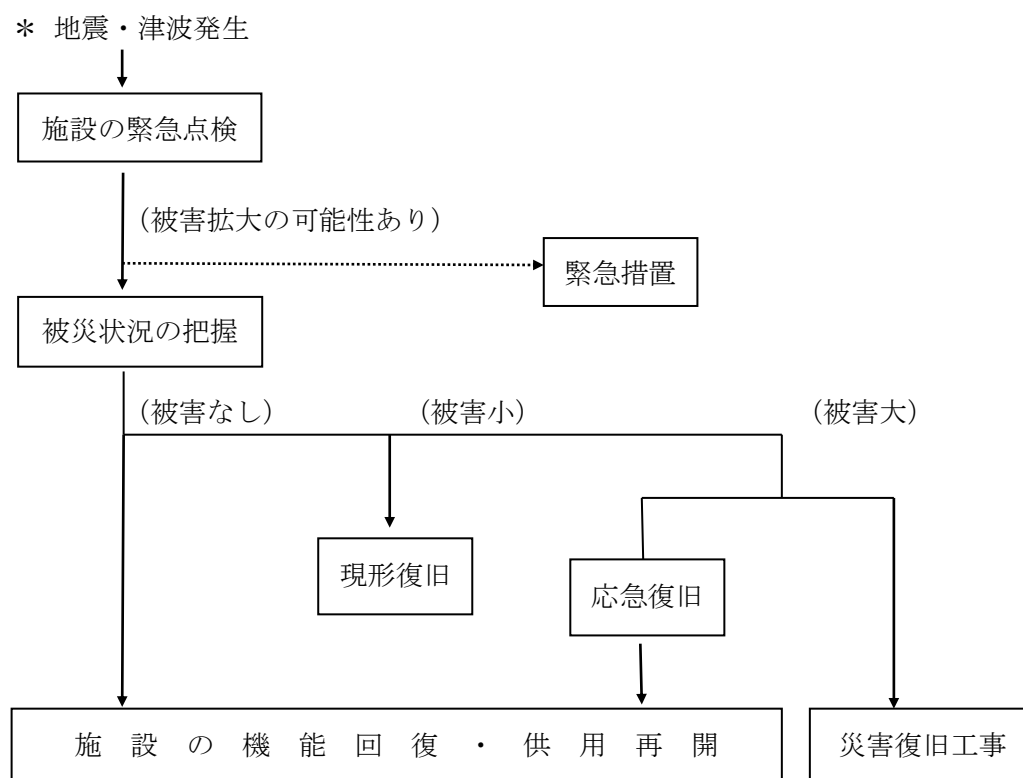 ＊ 地震・津波発生
施設の緊急点検
（被害拡大の可能性あり）
緊急措置
被災状況の把握
（被害なし）
（被害小）
（被害大）
現形復旧
応急復旧
施設の機能回復・供用再開
災害復旧工事